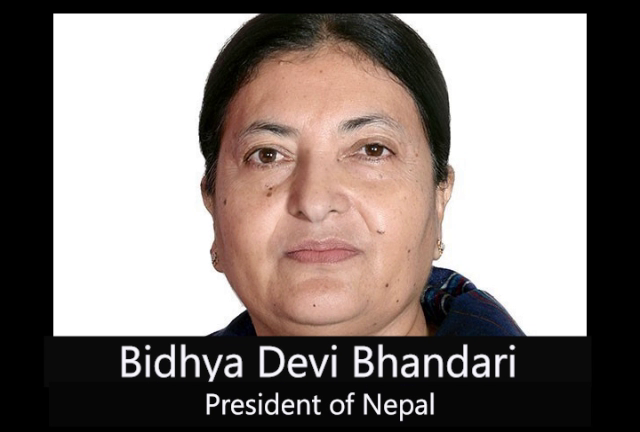 Bidhya Devi Bhandari
President of Nepal